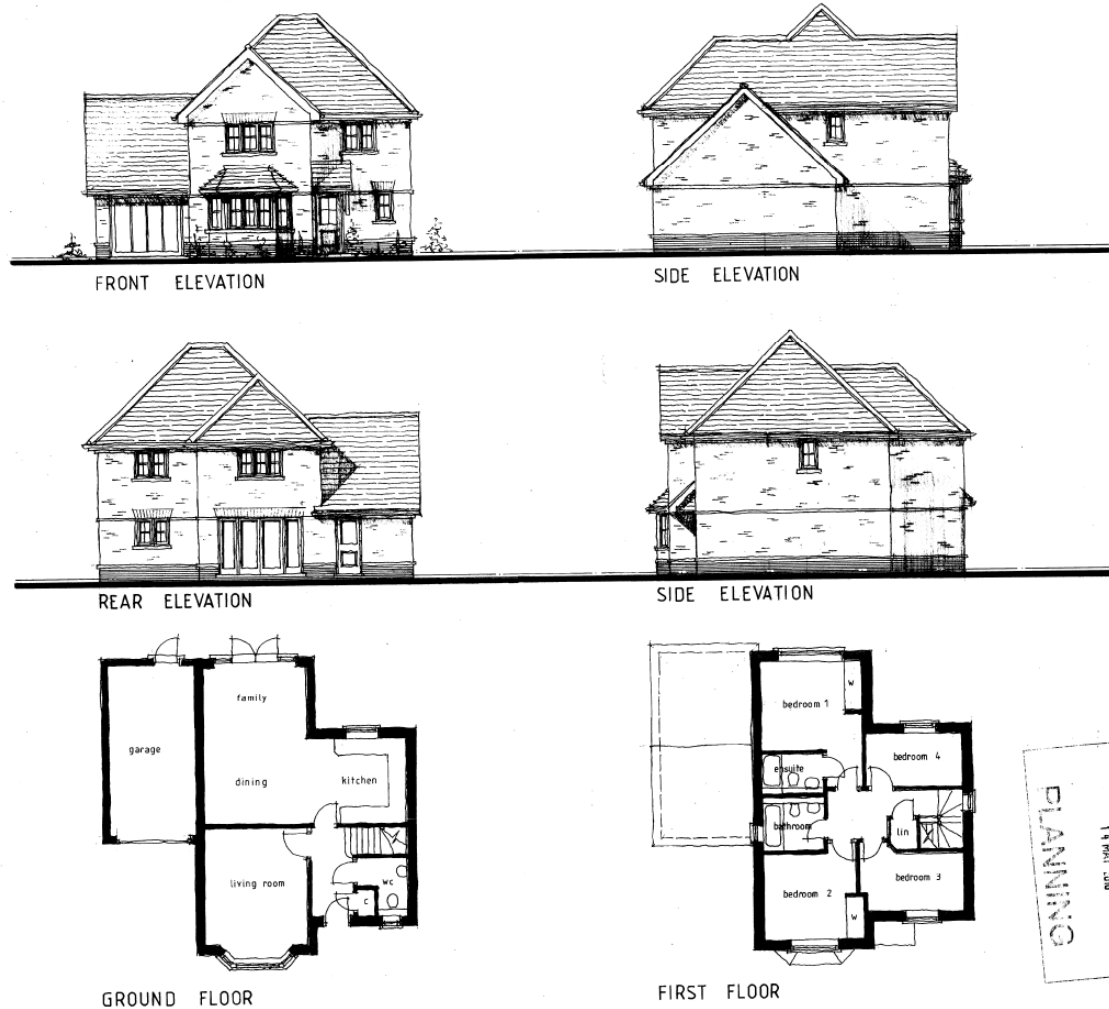 FRONT ELEVATION
SIDE ELEVATION
REAR ELEVATION
SIDE ELEVATION
family
garage
dining
kitchen
living room
wc
c
GROUND FLOOR
bedroom 1
w
ensuite
bedroom 4
bathroom
lin
bedroom 2
bedroom 3
w
FIRST FLOOR
PLANNING